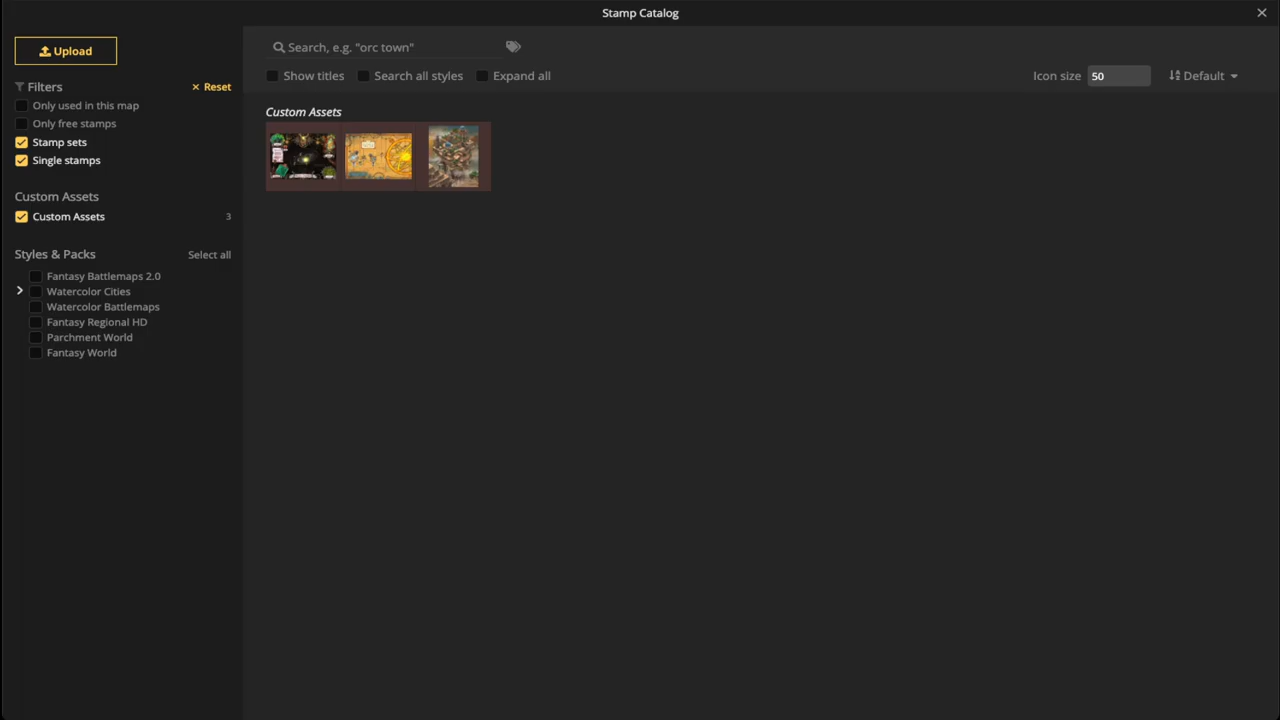 Stamp Catalog
Upload
Search, e.g. "orc town"
Show titles
Search all styles
Expand all
Icon size
50
Default
Filters
Reset
Only used in this map
Only free stamps
Stamp sets
Single stamps
Custom Assets
Custom Assets
3
Styles & Packs
Select all
Fantasy Battlemaps 2.0
Watercolor Cities
Watercolor Battlemaps
Fantasy Regional HD
Parchment World
Fantasy World
Custom Assets